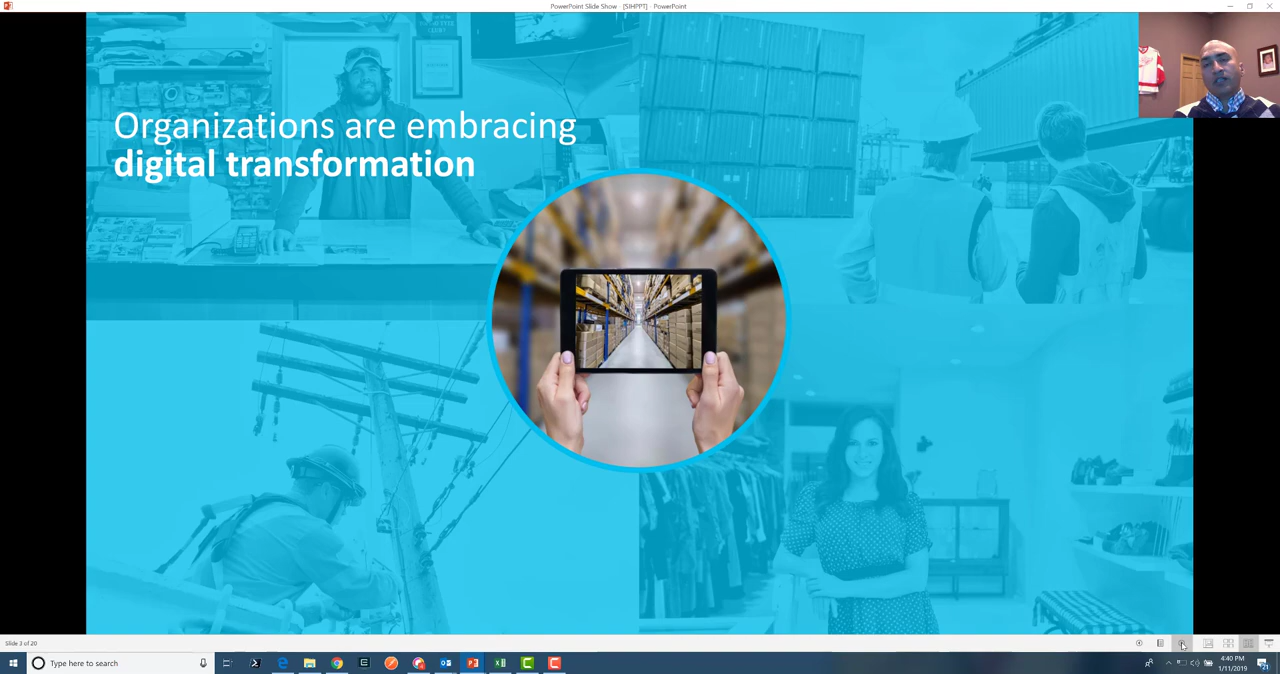 PowerPoint Slide Show - [SIHPPT] - PowerPoint
Organizations are embracing
digital transformation
Slide 3 of 20
Type here to search
4:40 PM
1/11/2019